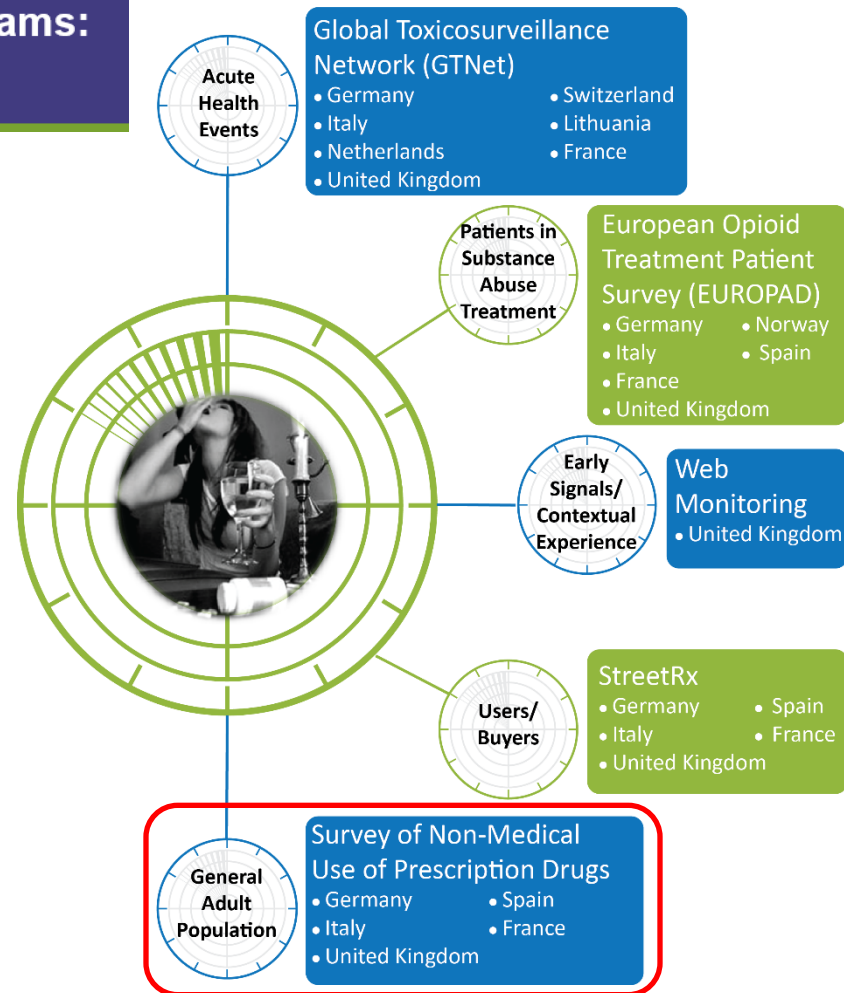 ams:
Acute
Health
Events
Global Toxicosurveillance
Network (GTNet)
• Germany
• Italy
• Netherlands
• United Kingdom
• Switzerland
• Lithuania
• France
Patients in
Substance
Abuse
Treatment
European Opioid
Treatment Patient
Survey (EUROPAD)
• Germany
• Italy
• France
• United Kingdom
• Norway
• Spain
Early
Signals/
Contextual
Experience
Web
Monitoring
• United Kingdom
Users/
Buyers
StreetRx
• Germany
• Italy
• United Kingdom
• Spain
• France
General
Adult
Population
Survey of Non-Medical
Use of Prescription Drugs
• Germany
• Italy
• United Kingdom
• Spain
• France